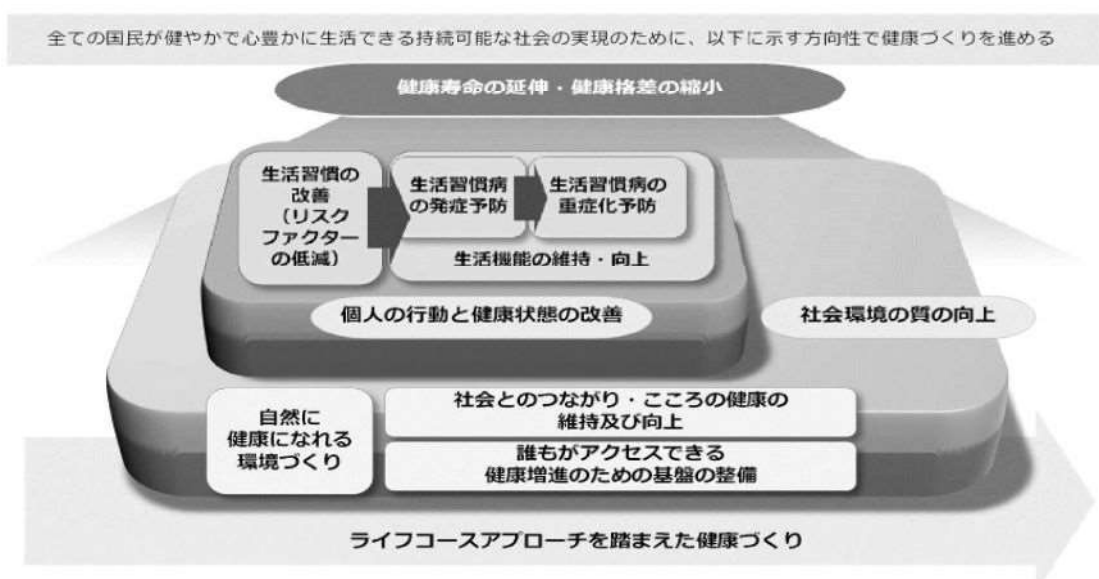 全ての国民が健やかで心豊かに生活できる持続可能な社会の実現のために、以下に示す方向性で健康づくりを進める
健康寿命の延伸・健康格差の縮小
生活習慣の
改善
（リスク
ファクター
の低減）
生活習慣病
の発症予防
生活習慣病の
重症化予防
生活機能の維持・向上
個人の行動と健康状態の改善
社会環境の質の向上
自然に
健康になれる
環境づくり
社会とのつながり・こころの健康の
維持及び向上
誰もがアクセスできる
健康増進のための基盤の整備
ライフコースアプローチを踏まえた健康づくり